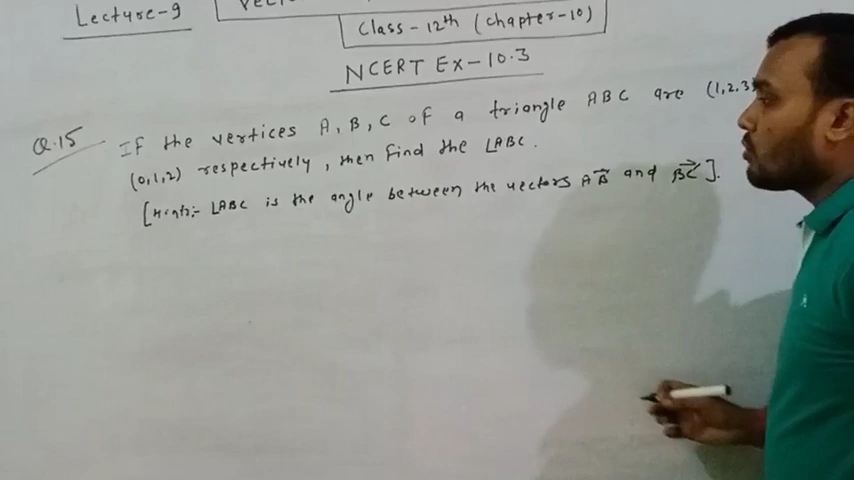 Lecture-9
Class-12th (Chapter-10)
NCERT EX-10.3
Q.15 If the vertices A, B, C of a triangle ABC are (1,2,3)
(0,1,2) respectively, then find the ∠ABC.
[Hint:- ∠ABC is the angle between the vectors AB and BC].